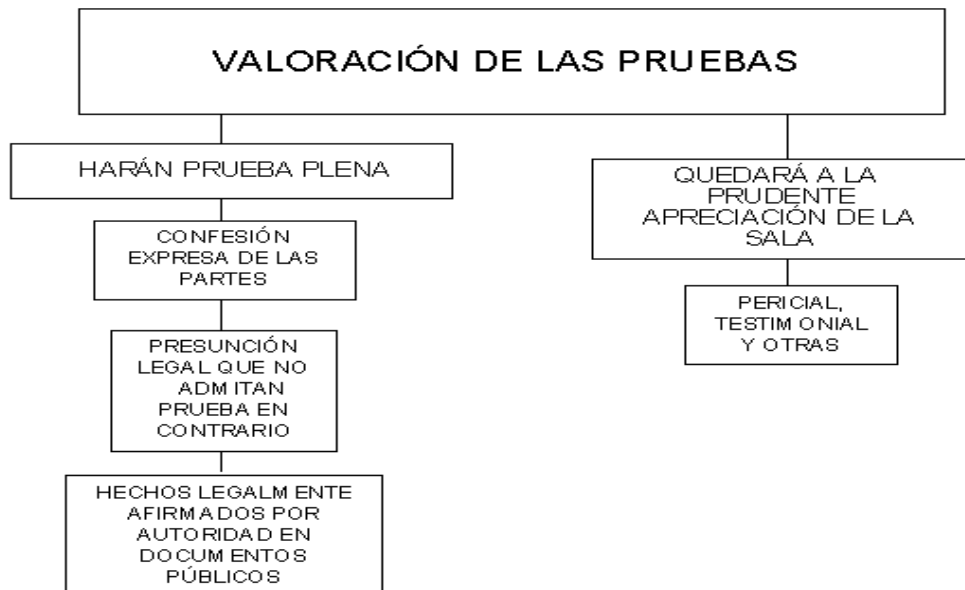 VALORACIÓN DE LAS PRUEBAS
HARÁN PRUEBA PLENA
CONFESIÓN
EXPRESA DE LAS
PARTES
PRESUNCIÓN
LEGAL QUE NO
ADMITAN
PRUEBA EN
CONTRARIO
HECHOS LEGALMENTE
AFIRMADOS POR
AUTORIDAD EN
DOCUMENTOS
PÚBLICOS
QUEDARÁ A LA
PRUDENTE
APRECIACIÓN DE LA
SALA
PERICIAL,
TESTIMONIAL
Y OTRAS